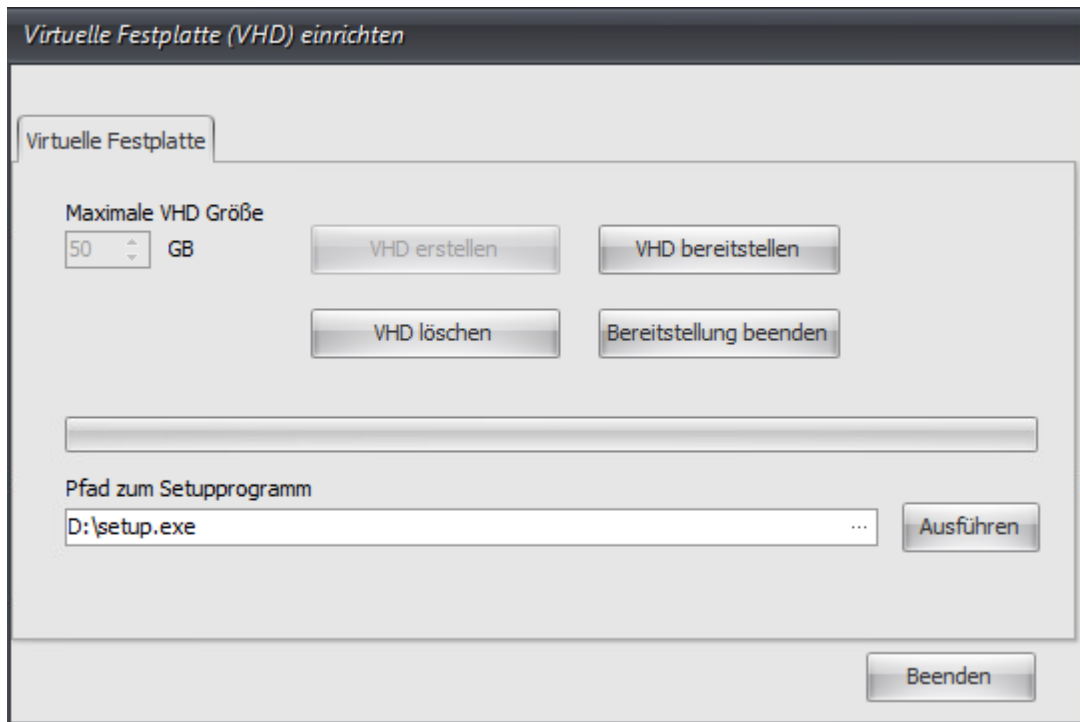 Virtuelle Festplatte (VHD) einrichten
Virtuelle Festplatte
Maximale VHD Größe
50 GB
VHD erstellen
VHD bereitstellen
VHD löschen
Bereitstellung beenden
Pfad zum Setupprogramm
D:\setup.exe ...
Ausführen
Beenden